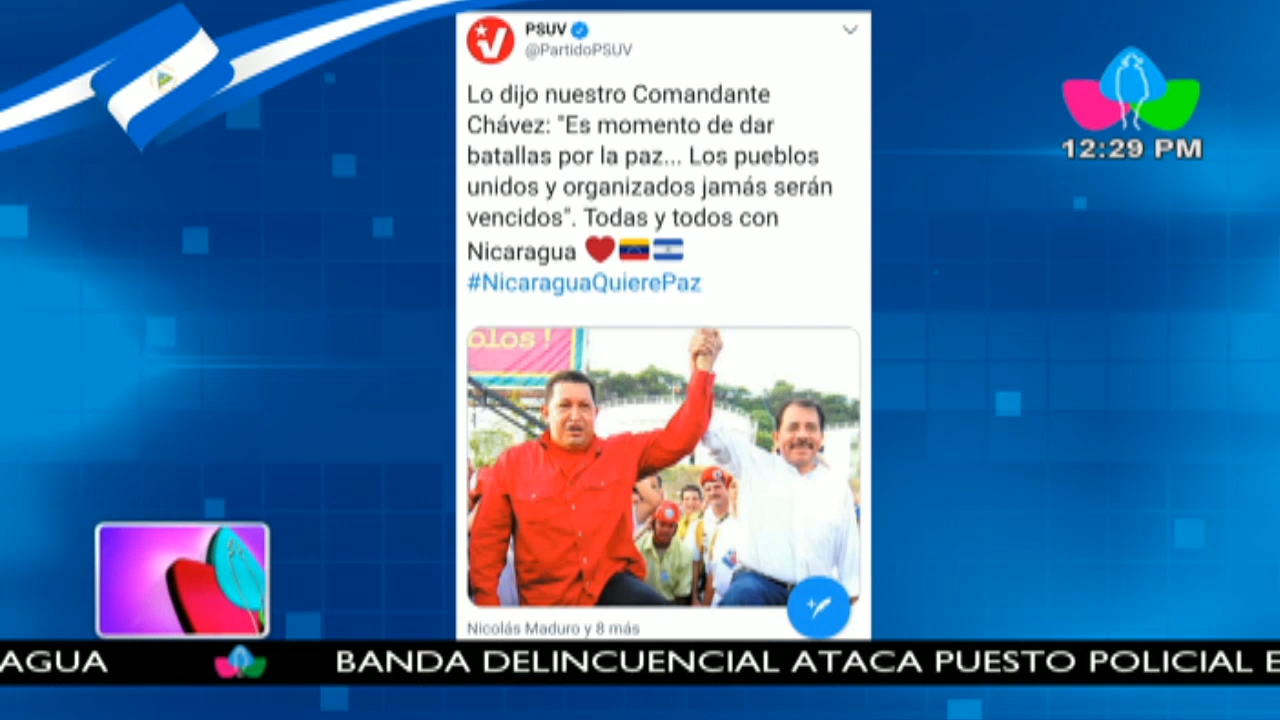 PSUV
@PartidoPSUV
Lo dijo nuestro Comandante
Chávez: "Es momento de dar
batallas por la paz... Los pueblos
unidos y organizados jamás serán
vencidos". Todas y todos con
Nicaragua ❤️🇻🇪🇳🇮
#NicaraguaQuierePaz
olos !
Nicolás Maduro y 8 más
12:29 PM
AGUA BANDA DELINCUENCIAL ATACA PUESTO POLICIAL E